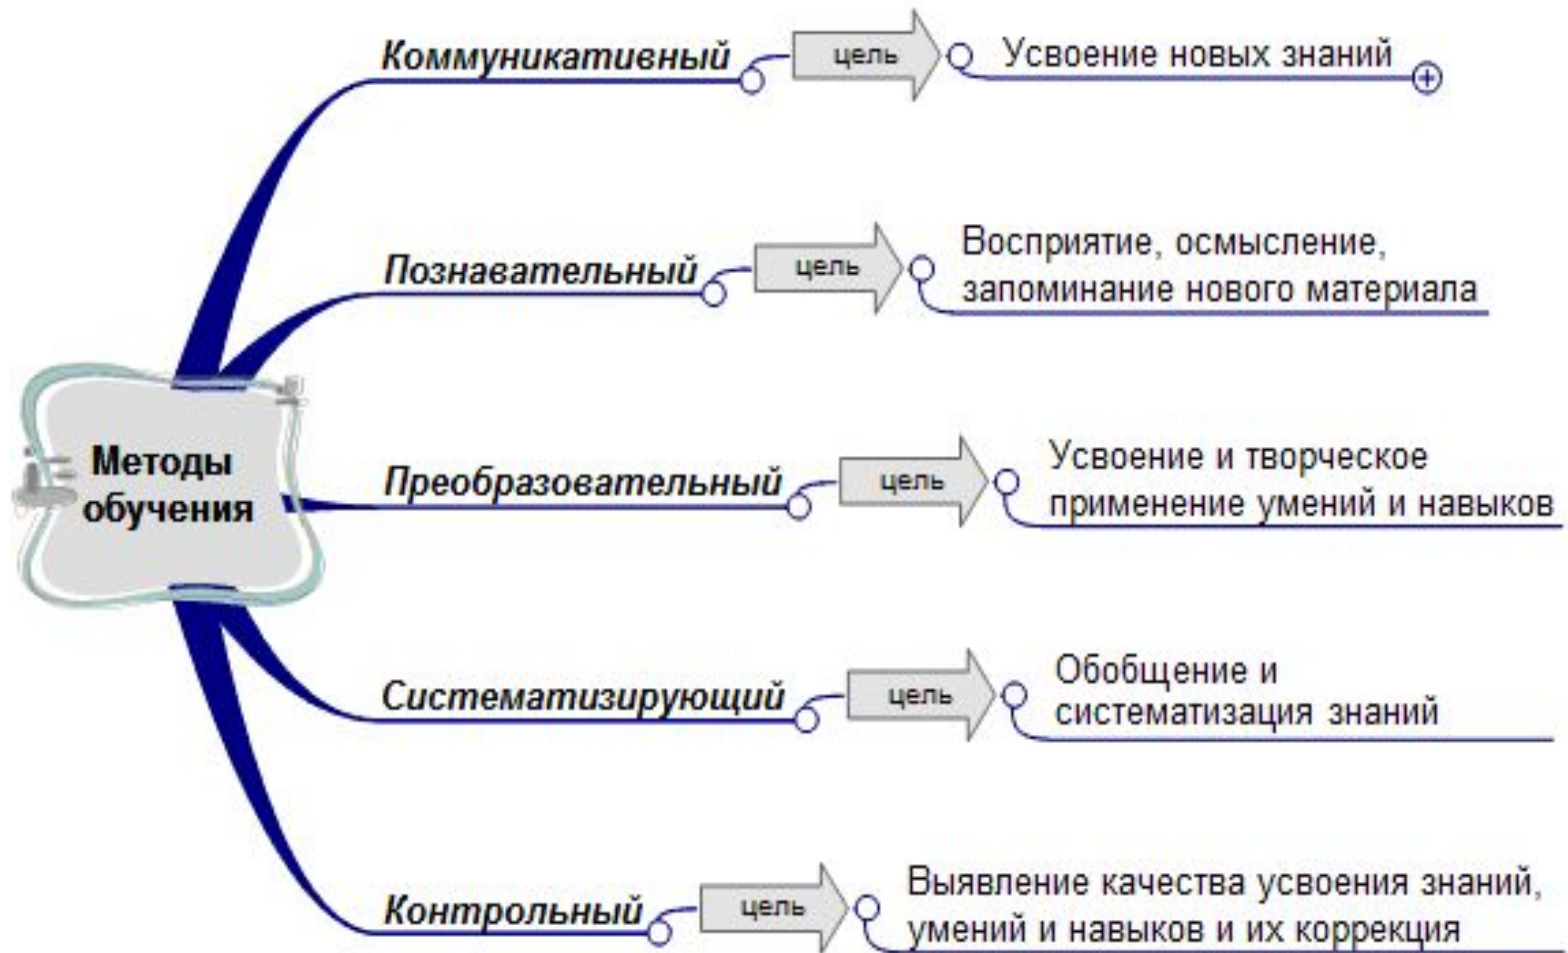 Методы
обучения
Коммуникативный
цель
Усвоение новых знаний
Познавательный
цель
Восприятие, осмысление,
запоминание нового материала
Преобразовательный
цель
Усвоение и творческое
применение умений и навыков
Систематизирующий
цель
Обобщение и
систематизация знаний
Контрольный
цель
Выявление качества усвоения знаний,
умений и навыков и их коррекция